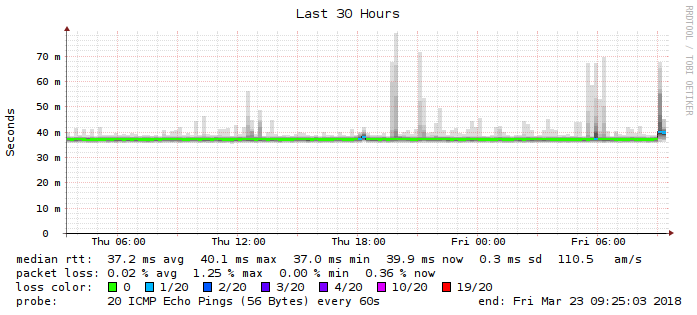 Last 30 Hours
RRDTOOL / TOBI OETIKER
Seconds
70 m
60 m
50 m
40 m
30 m
20 m
10 m
0
Thu 06:00 Thu 12:00 Thu 18:00 Fri 00:00 Fri 06:00
median rtt: 37.2 ms avg 40.1 ms max 37.0 ms min 39.9 ms now 0.3 ms sd 110.5 am/s
packet loss: 0.02 % avg 1.25 % max 0.00 % min 0.36 % now
loss color: 0 1/20 2/20 3/20 4/20 10/20 19/20
probe: 20 ICMP Echo Pings (56 Bytes) every 60s end: Fri Mar 23 09:25:03 2018